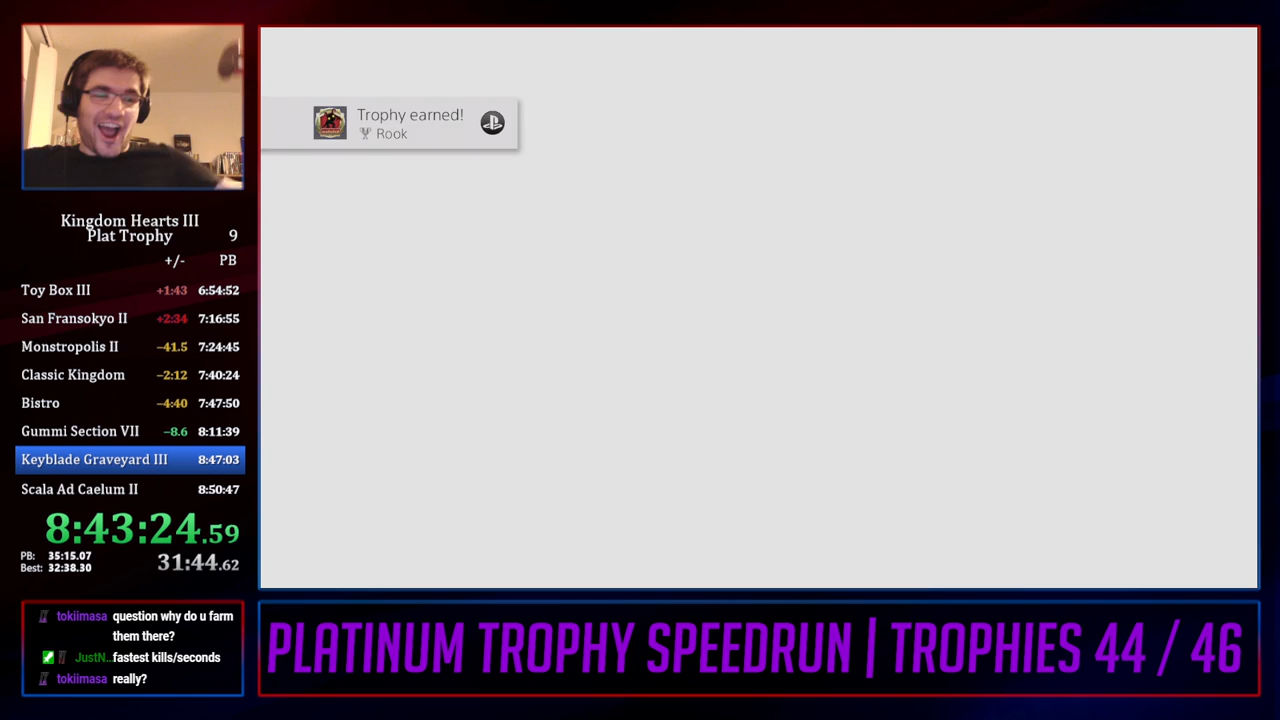 Trophy earned!
Rook
Kingdom Hearts III
Plat Trophy 9
+/- PB
Toy Box III +1:43 6:54:52
San Fransokyo II +2:34 7:16:55
Monstropolis II −41.5 7:24:45
Classic Kingdom −2:12 7:40:24
Bistro −4:40 7:47:50
Gummi Section VII −8.6 8:11:39
Keyblade Graveyard III 8:47:03
Scala Ad Caelum II 8:50:47
8:43:24.59
PB: 35:15.07
Best: 32:38.30
31:44.62
tokiimasa question why do u farm
them there?
JustN... fastest kills/seconds
tokiimasa really?
PLATINUM TROPHY SPEEDRUN | TROPHIES 44 / 46